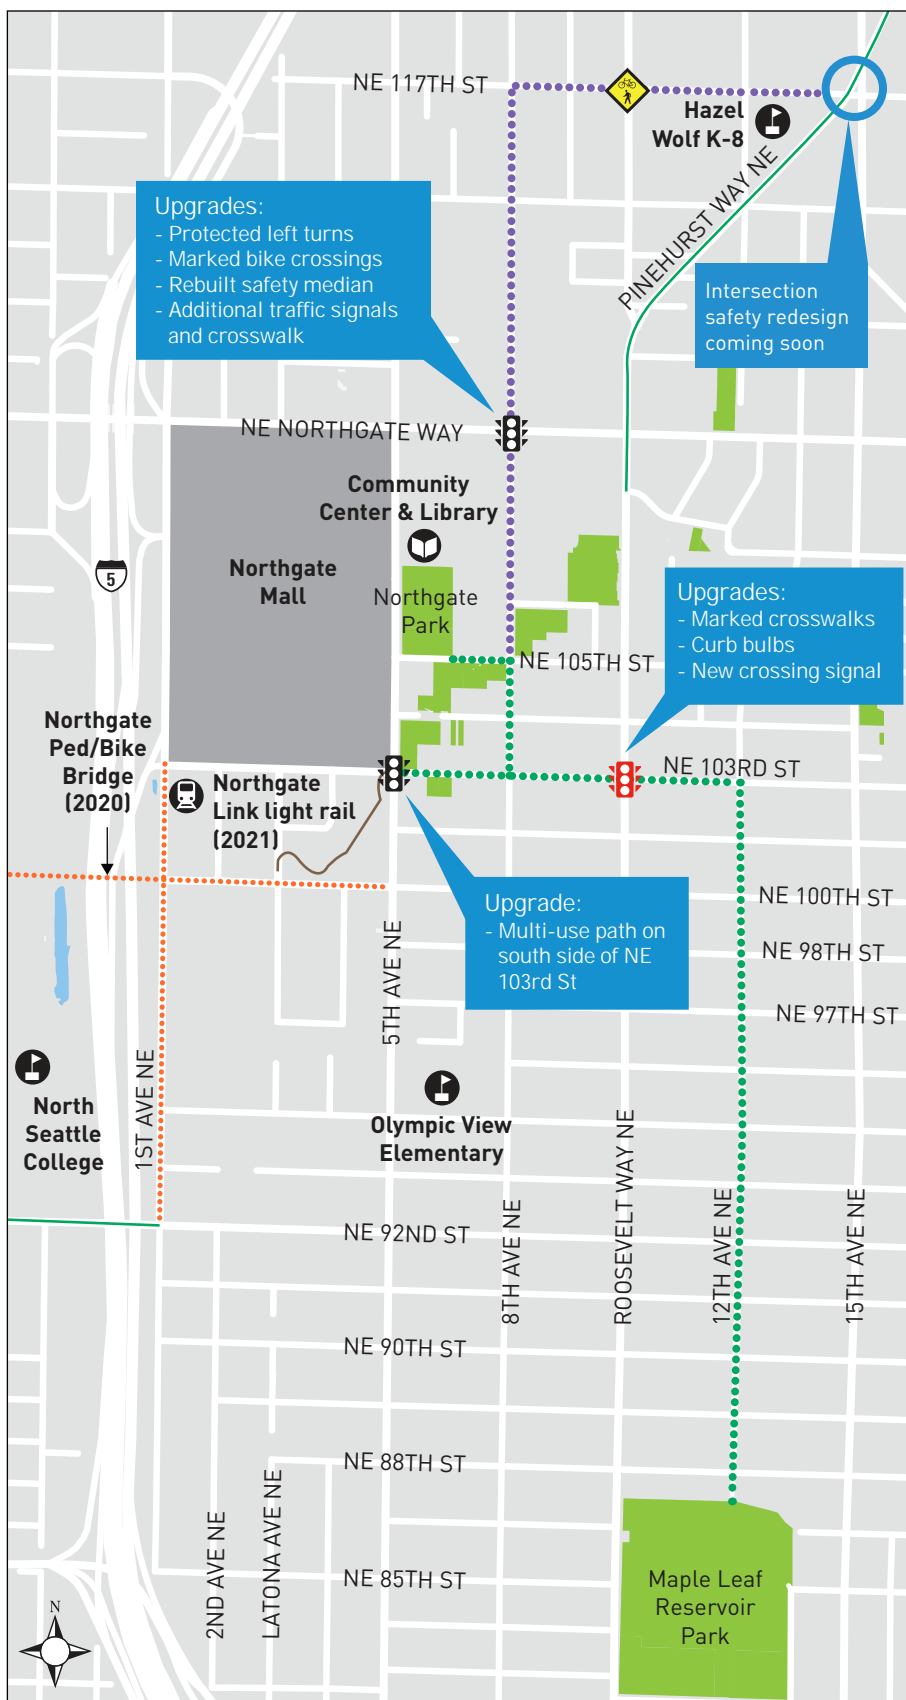 NE 117TH ST
Hazel
Wolf K-8
PINEHURST WAY NE
Upgrades:
- Protected left turns
- Marked bike crossings
- Rebuilt safety median
- Additional traffic signals
and crosswalk
Intersection
safety redesign
coming soon
NE NORTHGATE WAY
Community
Center & Library
5
Northgate
Mall
Northgate
Park
Upgrades:
- Marked crosswalks
- Curb bulbs
- New crossing signal
NE 105TH ST
Northgate
Ped/Bike
Bridge
(2020)
Northgate
Link light rail
(2021)
NE 103RD ST
Upgrade:
- Multi-use path on
south side of NE
103rd St
NE 100TH ST
NE 98TH ST
NE 97TH ST
5TH AVE NE
1ST AVE NE
North
Seattle
College
Olympic View
Elementary
8TH AVE NE
ROOSEVELT WAY NE
12TH AVE NE
15TH AVE NE
NE 92ND ST
NE 90TH ST
NE 88TH ST
2ND AVE NE
LATONA AVE NE
NE 85TH ST
Maple Leaf
Reservoir
Park
N